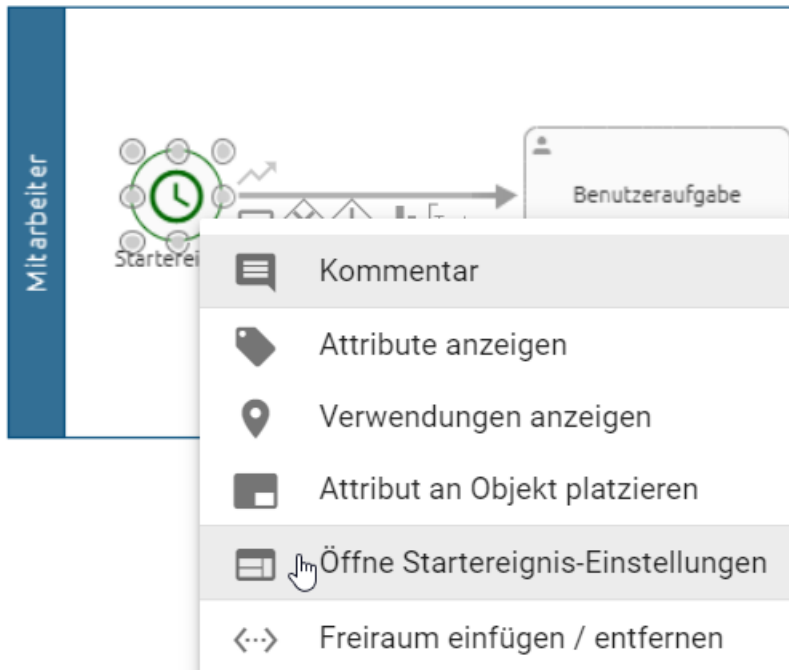 Mitarbeiter
Benutzeraufgabe
Kommentar
Attribute anzeigen
Verwendungen anzeigen
Attribut an Objekt platzieren
Öffne Startereignis-Einstellungen
Freiraum einfügen / entfernen